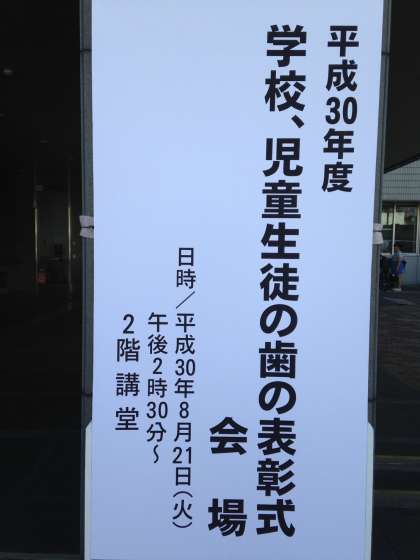 平成30年度
学校、児童生徒の歯の表彰式
会場
日時／平成30年8月21日(火)
午後2時30分～
2階講堂